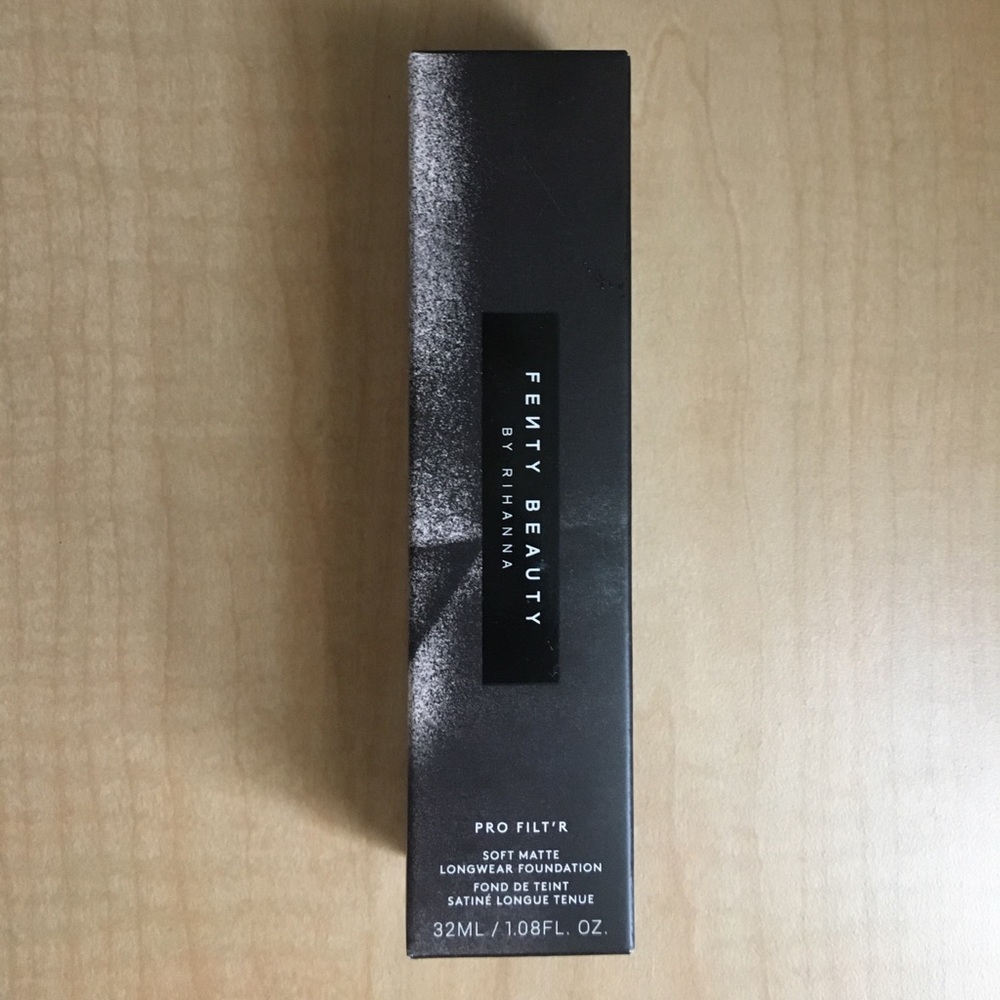 FEИTY BEAUTY
BY RIHANNA
PRO FILT'R
SOFT MATTE
LONGWEAR FOUNDATION
FOND DE TEINT
SATINÉ LONGUE TENUE
32ML / 1.08FL. OZ.